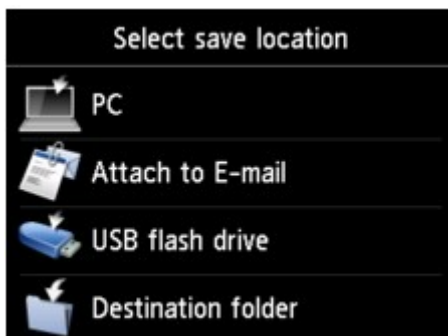 Select save location
PC
Attach to E-mail
USB flash drive
Destination folder